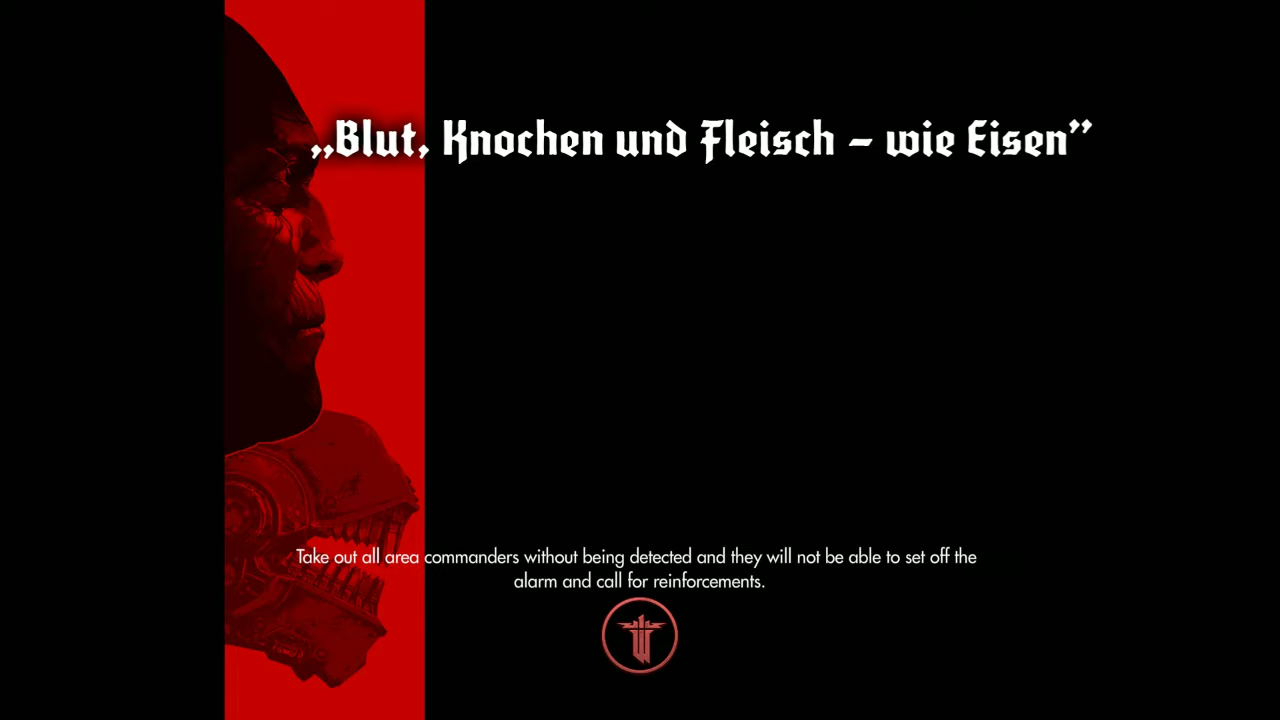 „Blut, Knochen und Fleisch – wie Eisen”
Take out all area commanders without being detected and they will not be able to set off the
alarm and call for reinforcements.